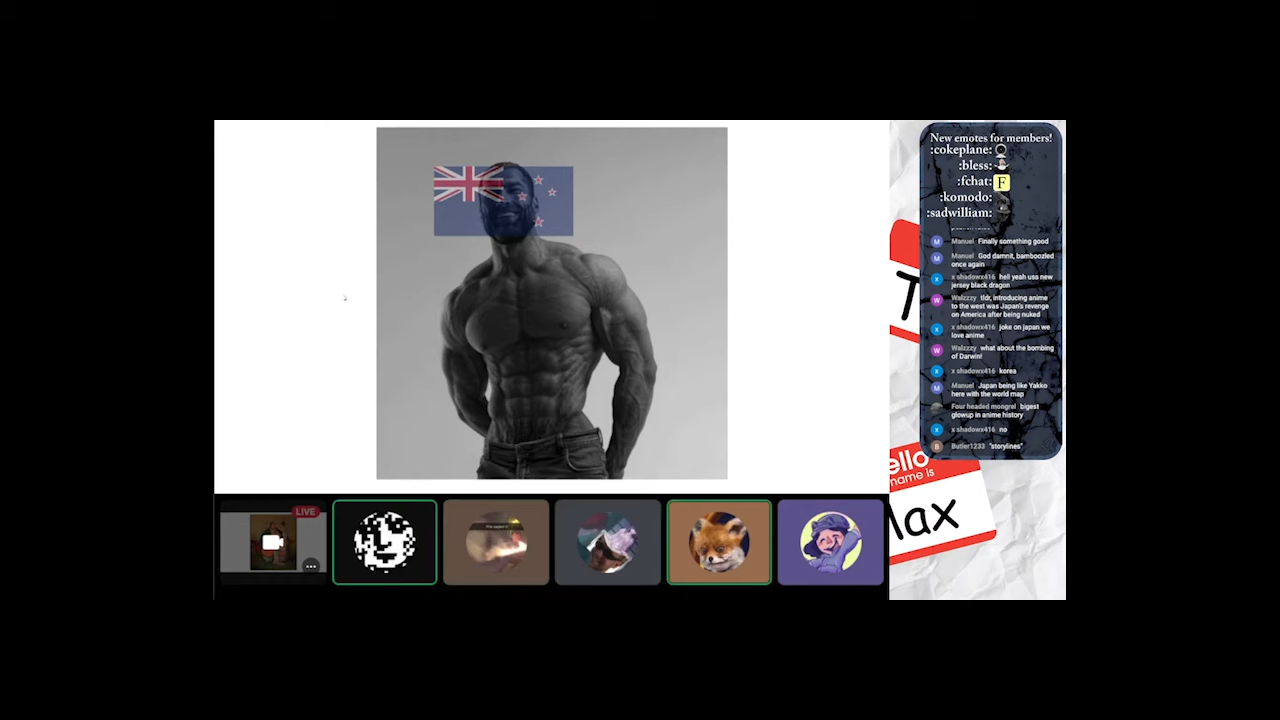 New emotes for members!
:cokeplane:
:bless:
:fchat: F
:komodo:
:sadwilliam:
M Manuel Finally something good
M Manuel God damnit, bamboozled
once again
x x shadowx416 hell yeah uss new
jersey black dragon
W Walzzzy tldr, introducing anime
to the west was Japan's revenge
on America after being nuked
x x shadowx416 joke on japan we
love anime
W Walzzzy what about the bombing
of Darwin!
x x shadowx416 korea
M Manuel Japan being like Yakko
here with the world map
Four headed mongrel bigest
glowup in anime history
x x shadowx416 no
B Butler1233 "storylines"
ello
name is
Max
LIVE